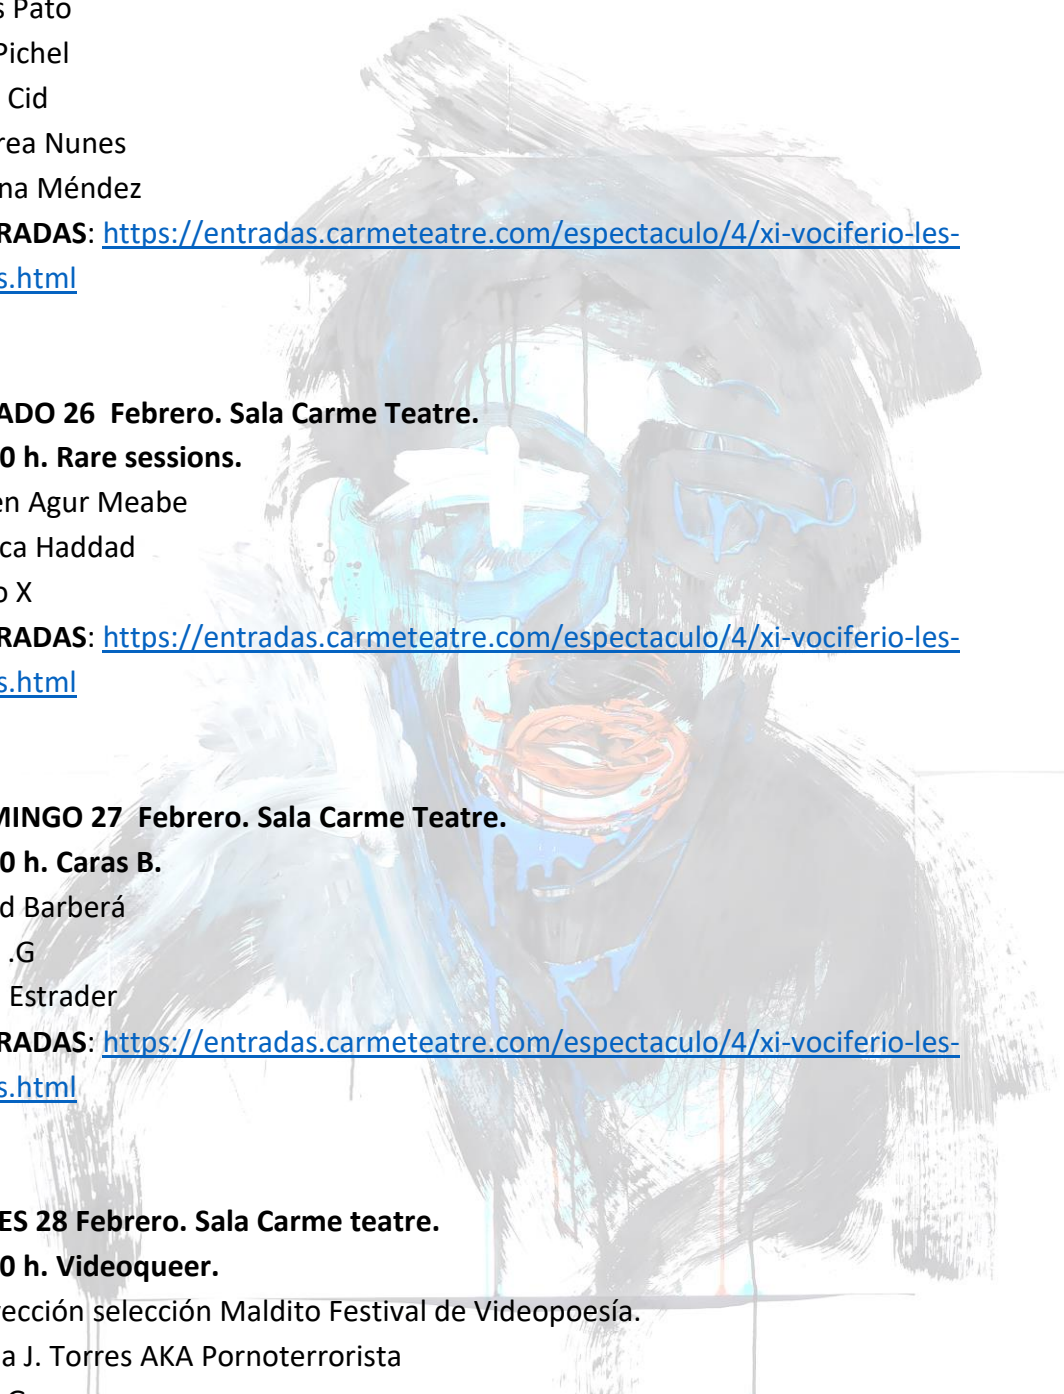 s Pato
Pichel
Cid
rea Nunes
na Méndez
RADAS: https://entradas.carmeteatre.com/espectaculo/4/xi-vociferio-les-
s.html
ADO 26 Febrero. Sala Carme Teatre.
0 h. Rare sessions.
en Agur Meabe
ca Haddad
o X
RADAS: https://entradas.carmeteatre.com/espectaculo/4/xi-vociferio-les-
s.html
MINGO 27 Febrero. Sala Carme Teatre.
0 h. Caras B.
d Barberá
.G
Estrader
RADAS: https://entradas.carmeteatre.com/espectaculo/4/xi-vociferio-les-
s.html
ES 28 Febrero. Sala Carme teatre.
0 h. Videoqueer.
ección selección Maldito Festival de Videopoesía.
a J. Torres AKA Pornoterrorista